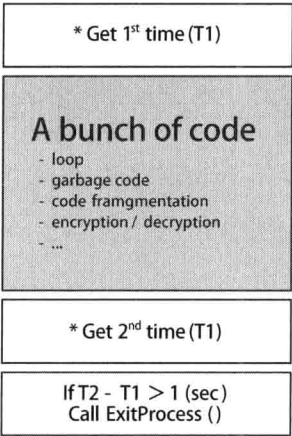 * Get 1st time (T1)
A bunch of code
- loop
- garbage code
- code framgmentation
- encryption / decryption
- ...
* Get 2nd time (T1)
If T2 - T1 > 1 (sec)
Call ExitProcess ()